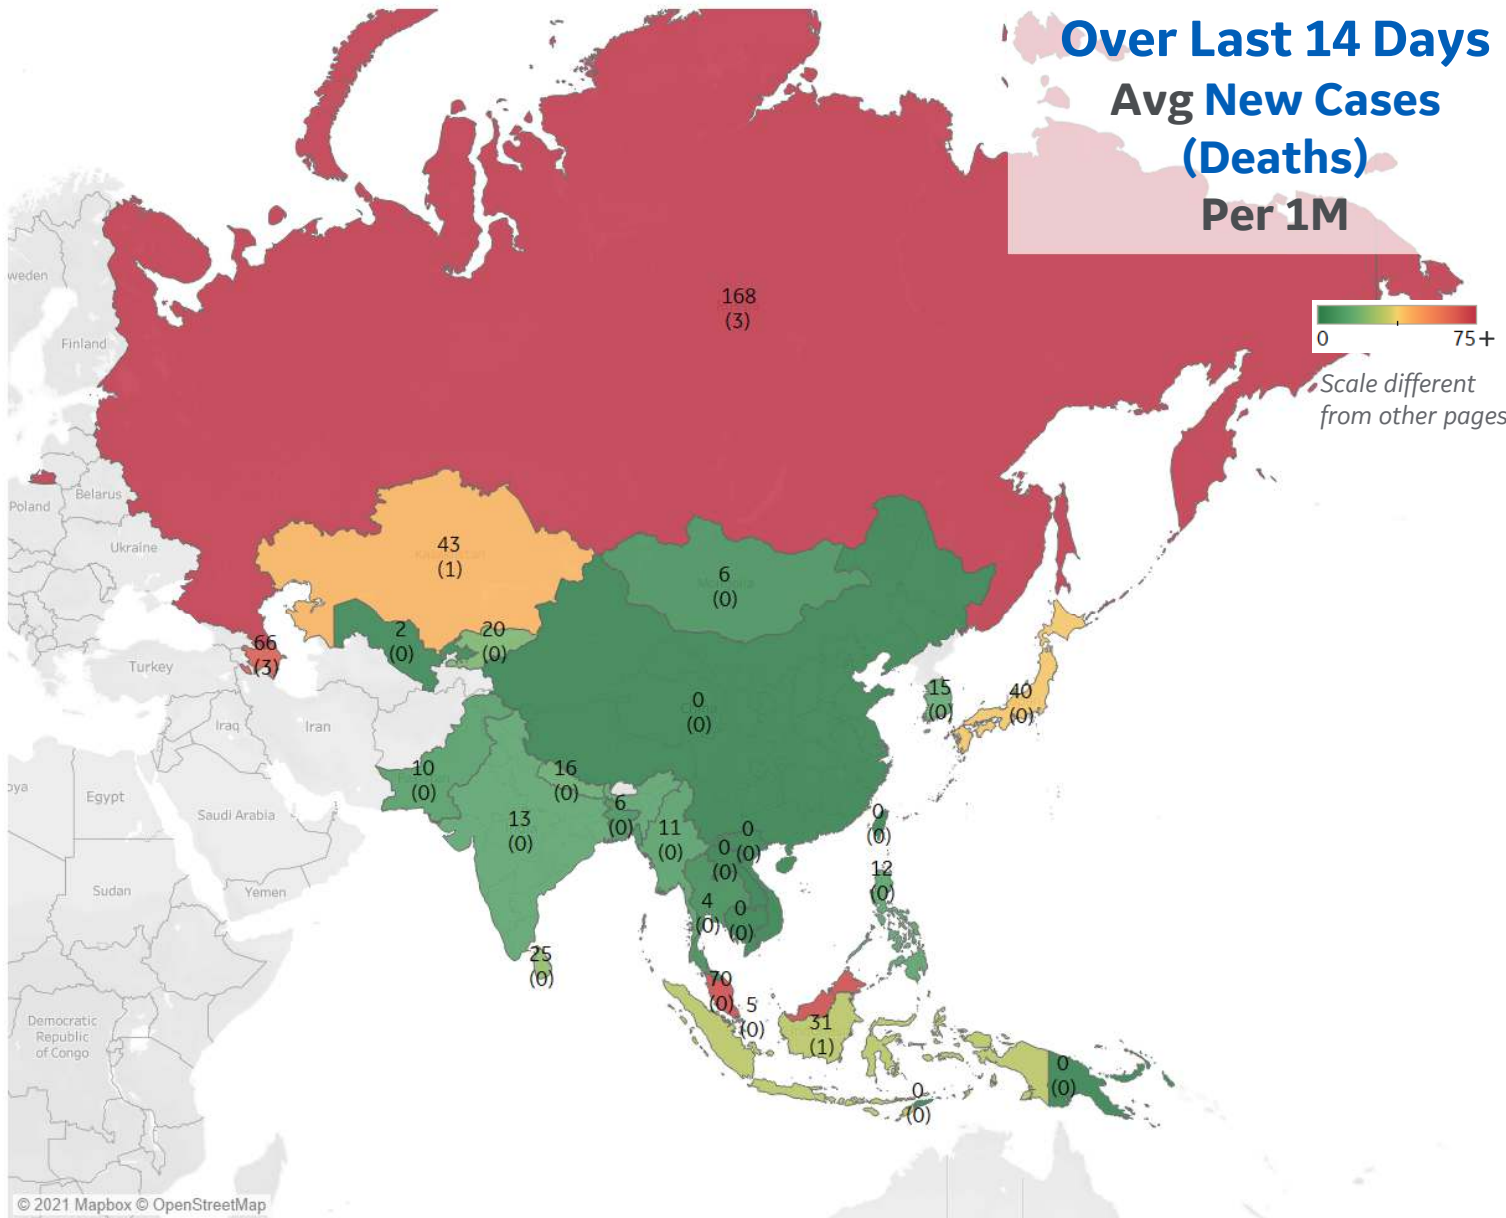 Over Last 14 Days
Avg New Cases
(Deaths)
Per 1M
0
75+
Scale different
from other pages
168
(3)
weden
Finland
Poland
Belarus
Ukraine
43
(1)
6
(0)
2
(0)
20
(0)
66
(3)
Turkey
Iraq
Iran
0
(0)
15
(0)
40
(0)
oya
Egypt
Saudi Arabia
10
(0)
16
(0)
13
(0)
6
(0)
11
(0)
0
(0)
0
(0)
0
(0)
12
(0)
Sudan
Yemen
4
(0)
0
(0)
25
(0)
70
(0)
5
(0)
31
(1)
Democratic
Republic
of Congo
0
(0)
0
(0)
© 2021 Mapbox © OpenStreetMap